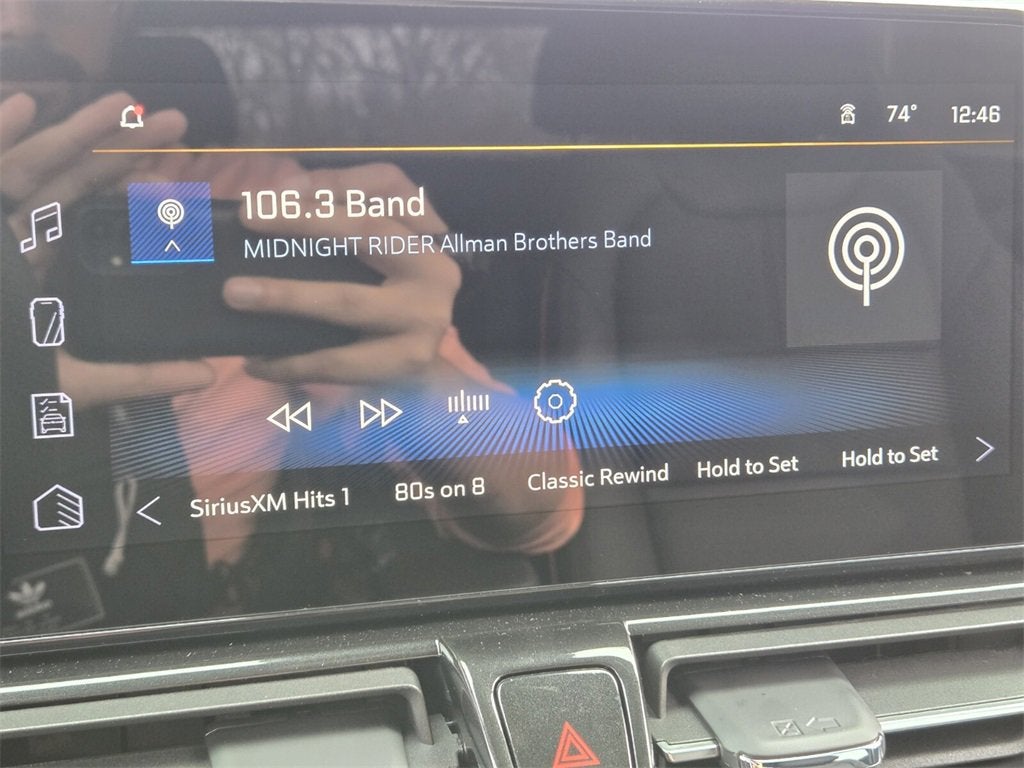 74° 12:46
106.3 Band
MIDNIGHT RIDER Allman Brothers Band
SiriusXM Hits 1 80s on 8 Classic Rewind Hold to Set Hold to Set